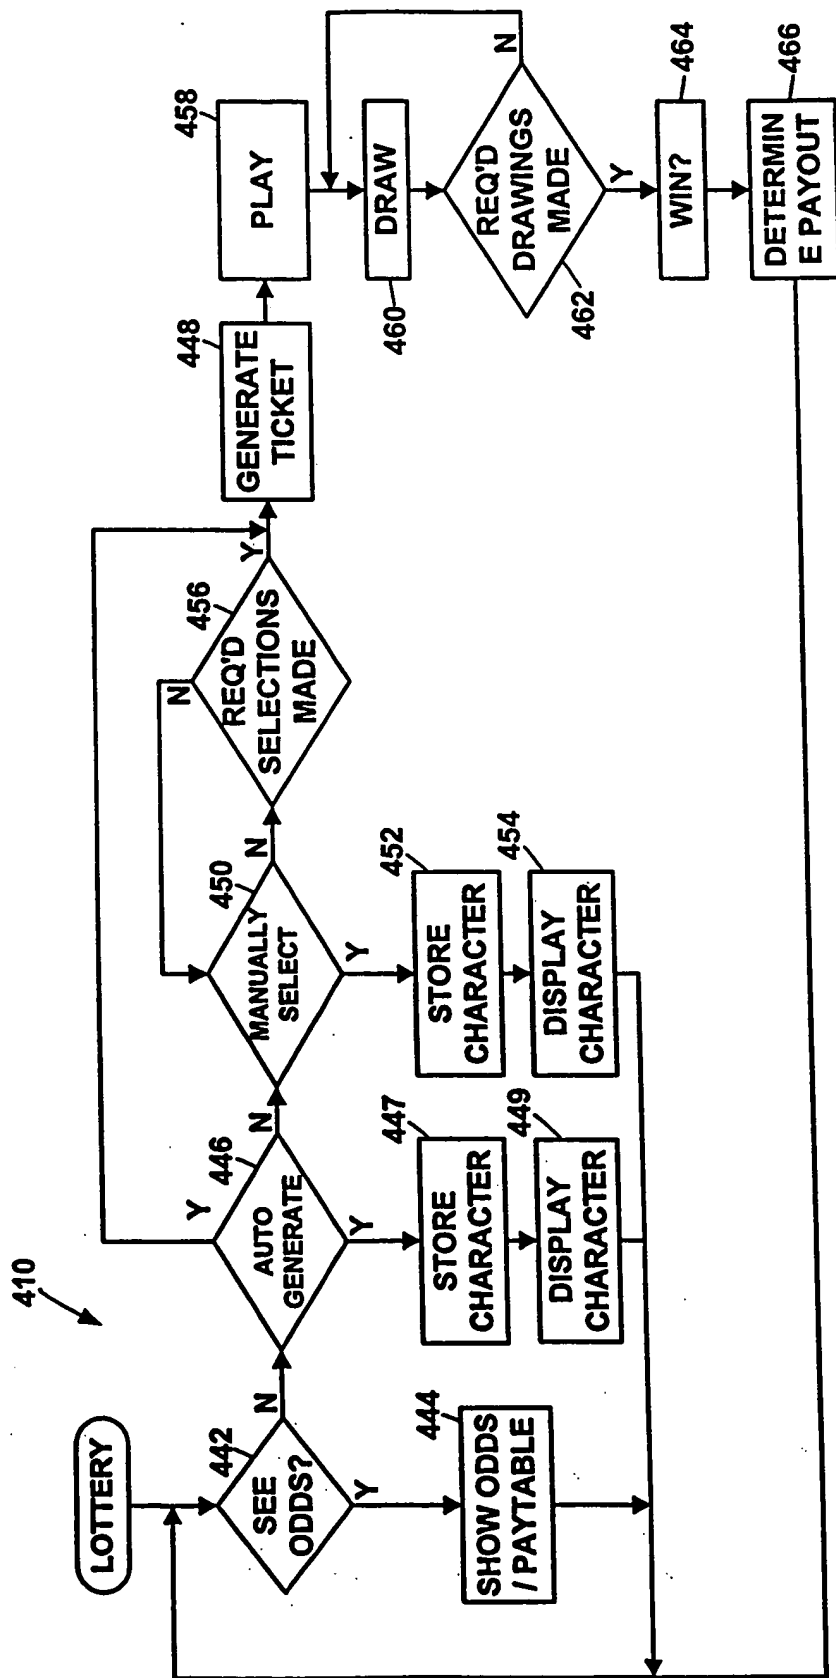 410
LOTTERY
442
SEE
ODDS?
N
Y
444
SHOW ODDS
/ PAYTABLE
446
AUTO
GENERATE
Y
N
Y
447
STORE
CHARACTER
449
DISPLAY
CHARACTER
450
MANUALLY
SELECT
N
Y
452
STORE
CHARACTER
454
DISPLAY
CHARACTER
456
REQ'D
SELECTIONS
MADE
N
Y
448
GENERATE
TICKET
458
PLAY
460
DRAW
462
REQ'D
DRAWINGS
MADE
N
Y
464
WIN?
466
DETERMIN
E PAYOUT